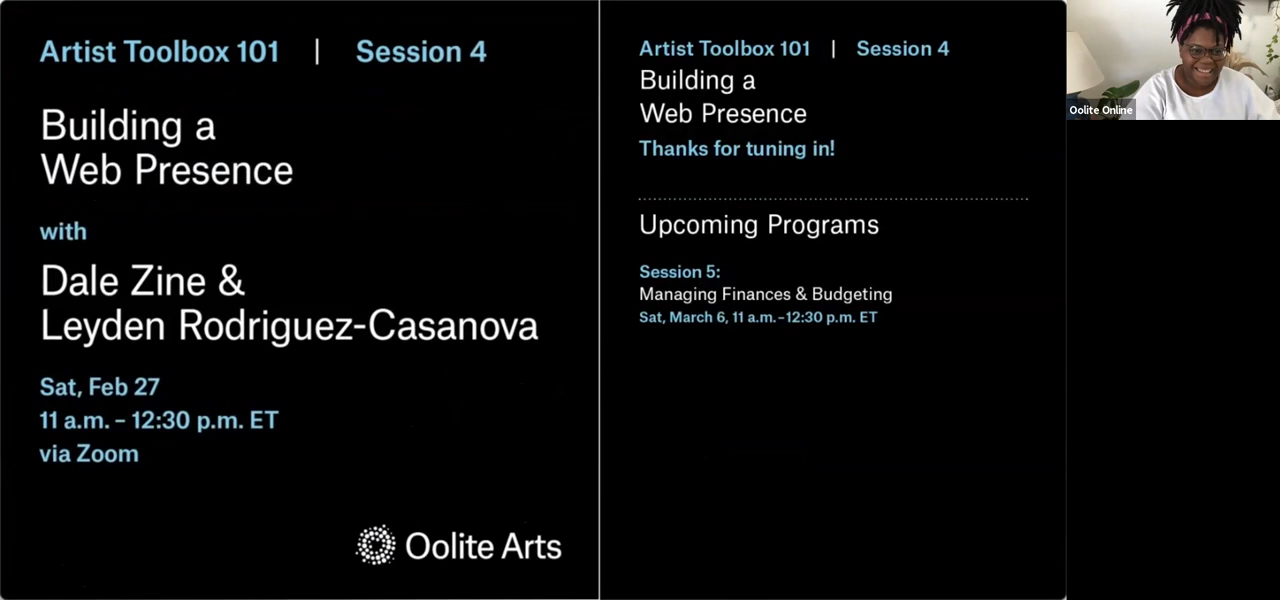 Artist Toolbox 101 | Session 4
Building a
Web Presence
with
Dale Zine &
Leyden Rodriguez-Casanova
Sat, Feb 27
11 a.m. – 12:30 p.m. ET
via Zoom
Oolite Arts
Artist Toolbox 101 | Session 4
Building a
Web Presence
Thanks for tuning in!
Upcoming Programs
Session 5:
Managing Finances & Budgeting
Sat, March 6, 11 a.m.–12:30 p.m. ET
Oolite Online